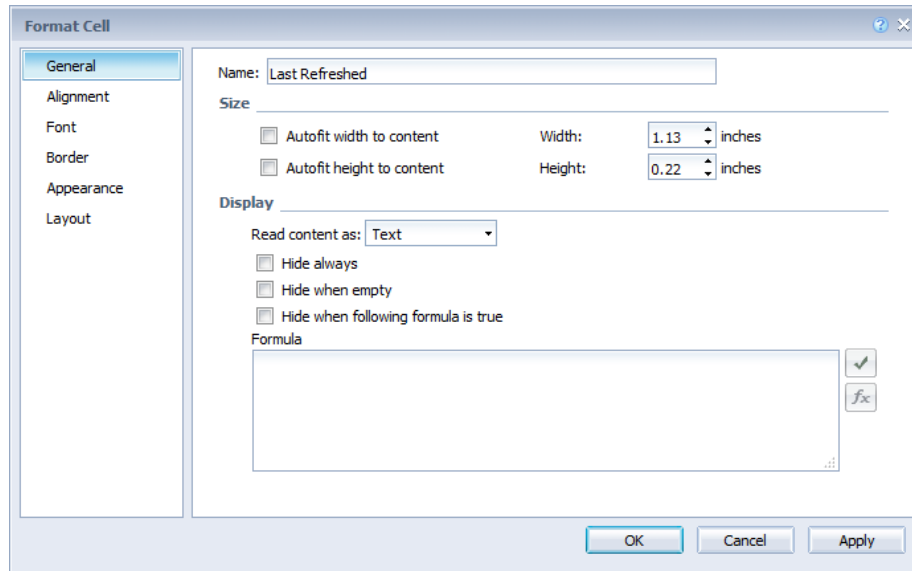 Format Cell
General
Alignment
Font
Border
Appearance
Layout
Name: Last Refreshed
Size
Autofit width to content Width: 1.13 inches
Autofit height to content Height: 0.22 inches
Display
Read content as: Text
Hide always
Hide when empty
Hide when following formula is true
Formula
fx
OK Cancel Apply